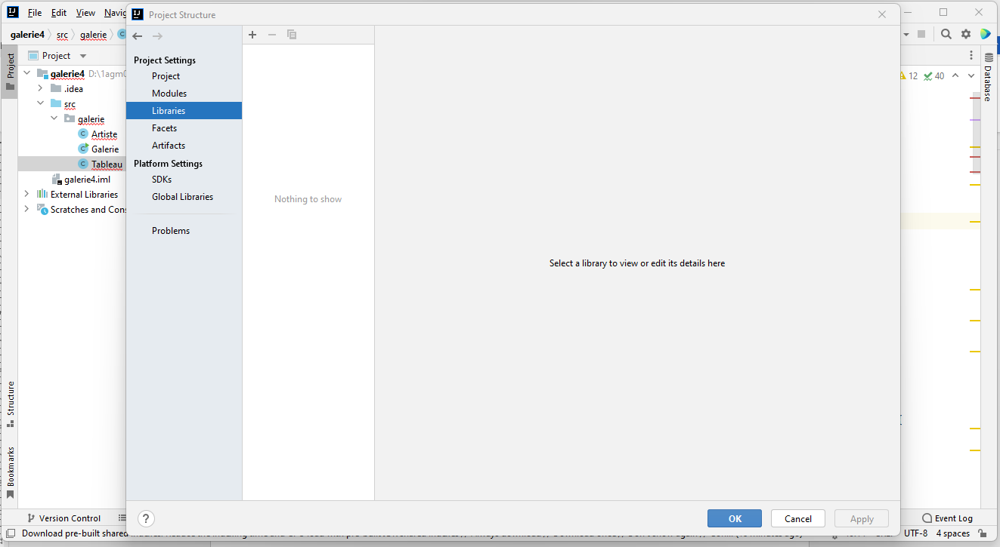 File Edit View Navig
Project Structure
galerie4 src galerie
Project
Project
galerie4 D:\1agm0
.idea
src
galerie
Artiste
Galerie
Tableau
galerie4.iml
External Libraries
Scratches and Cons
Structure
Bookmarks
Project Settings
Project
Modules
Libraries
Facets
Artifacts
Platform Settings
SDKs
Global Libraries
Problems
Nothing to show
Select a library to view or edit its details here
12 40
Database
? OK Cancel Apply
Version Control
Event Log
Download pre-built shared
UTF-8 4 spaces